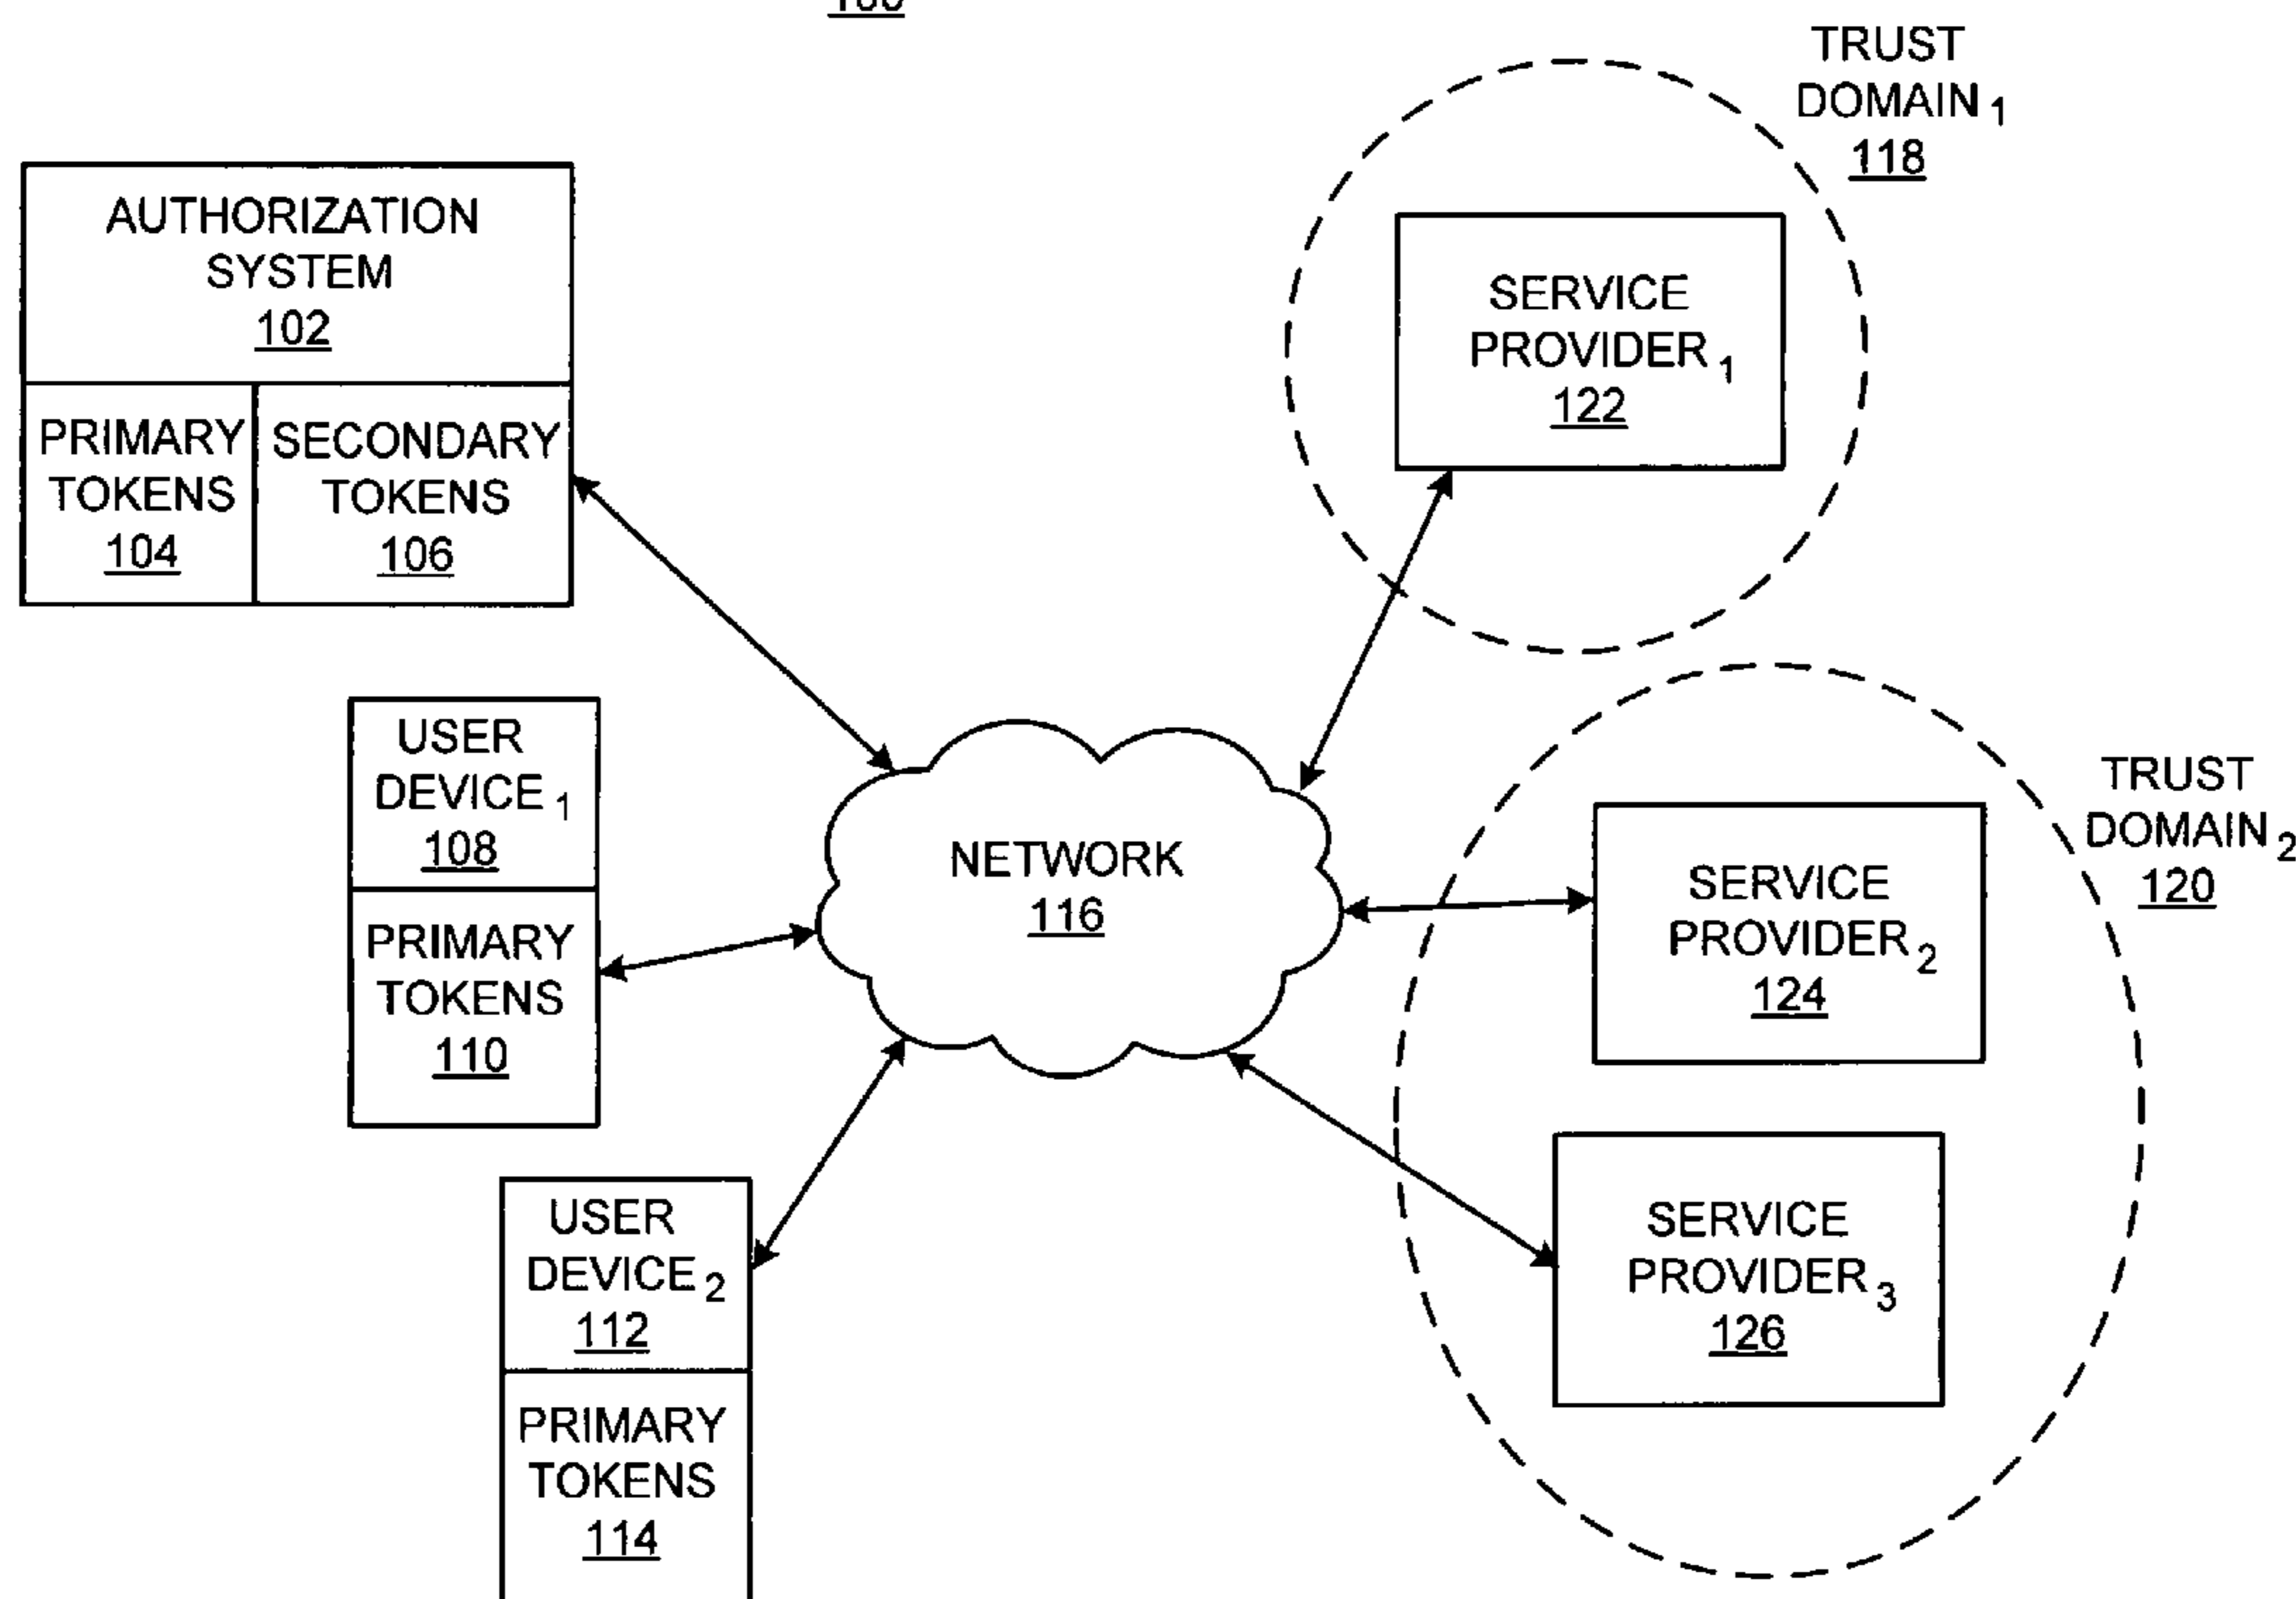 TRUST
DOMAIN 1
118
AUTHORIZATION
SYSTEM
102
PRIMARY
TOKENS
104
SECONDARY
TOKENS
106
SERVICE
PROVIDER 1
122
USER
DEVICE 1
108
PRIMARY
TOKENS
110
NETWORK
116
TRUST
DOMAIN 2
120
SERVICE
PROVIDER 2
124
SERVICE
PROVIDER 3
126
USER
DEVICE 2
112
PRIMARY
TOKENS
114